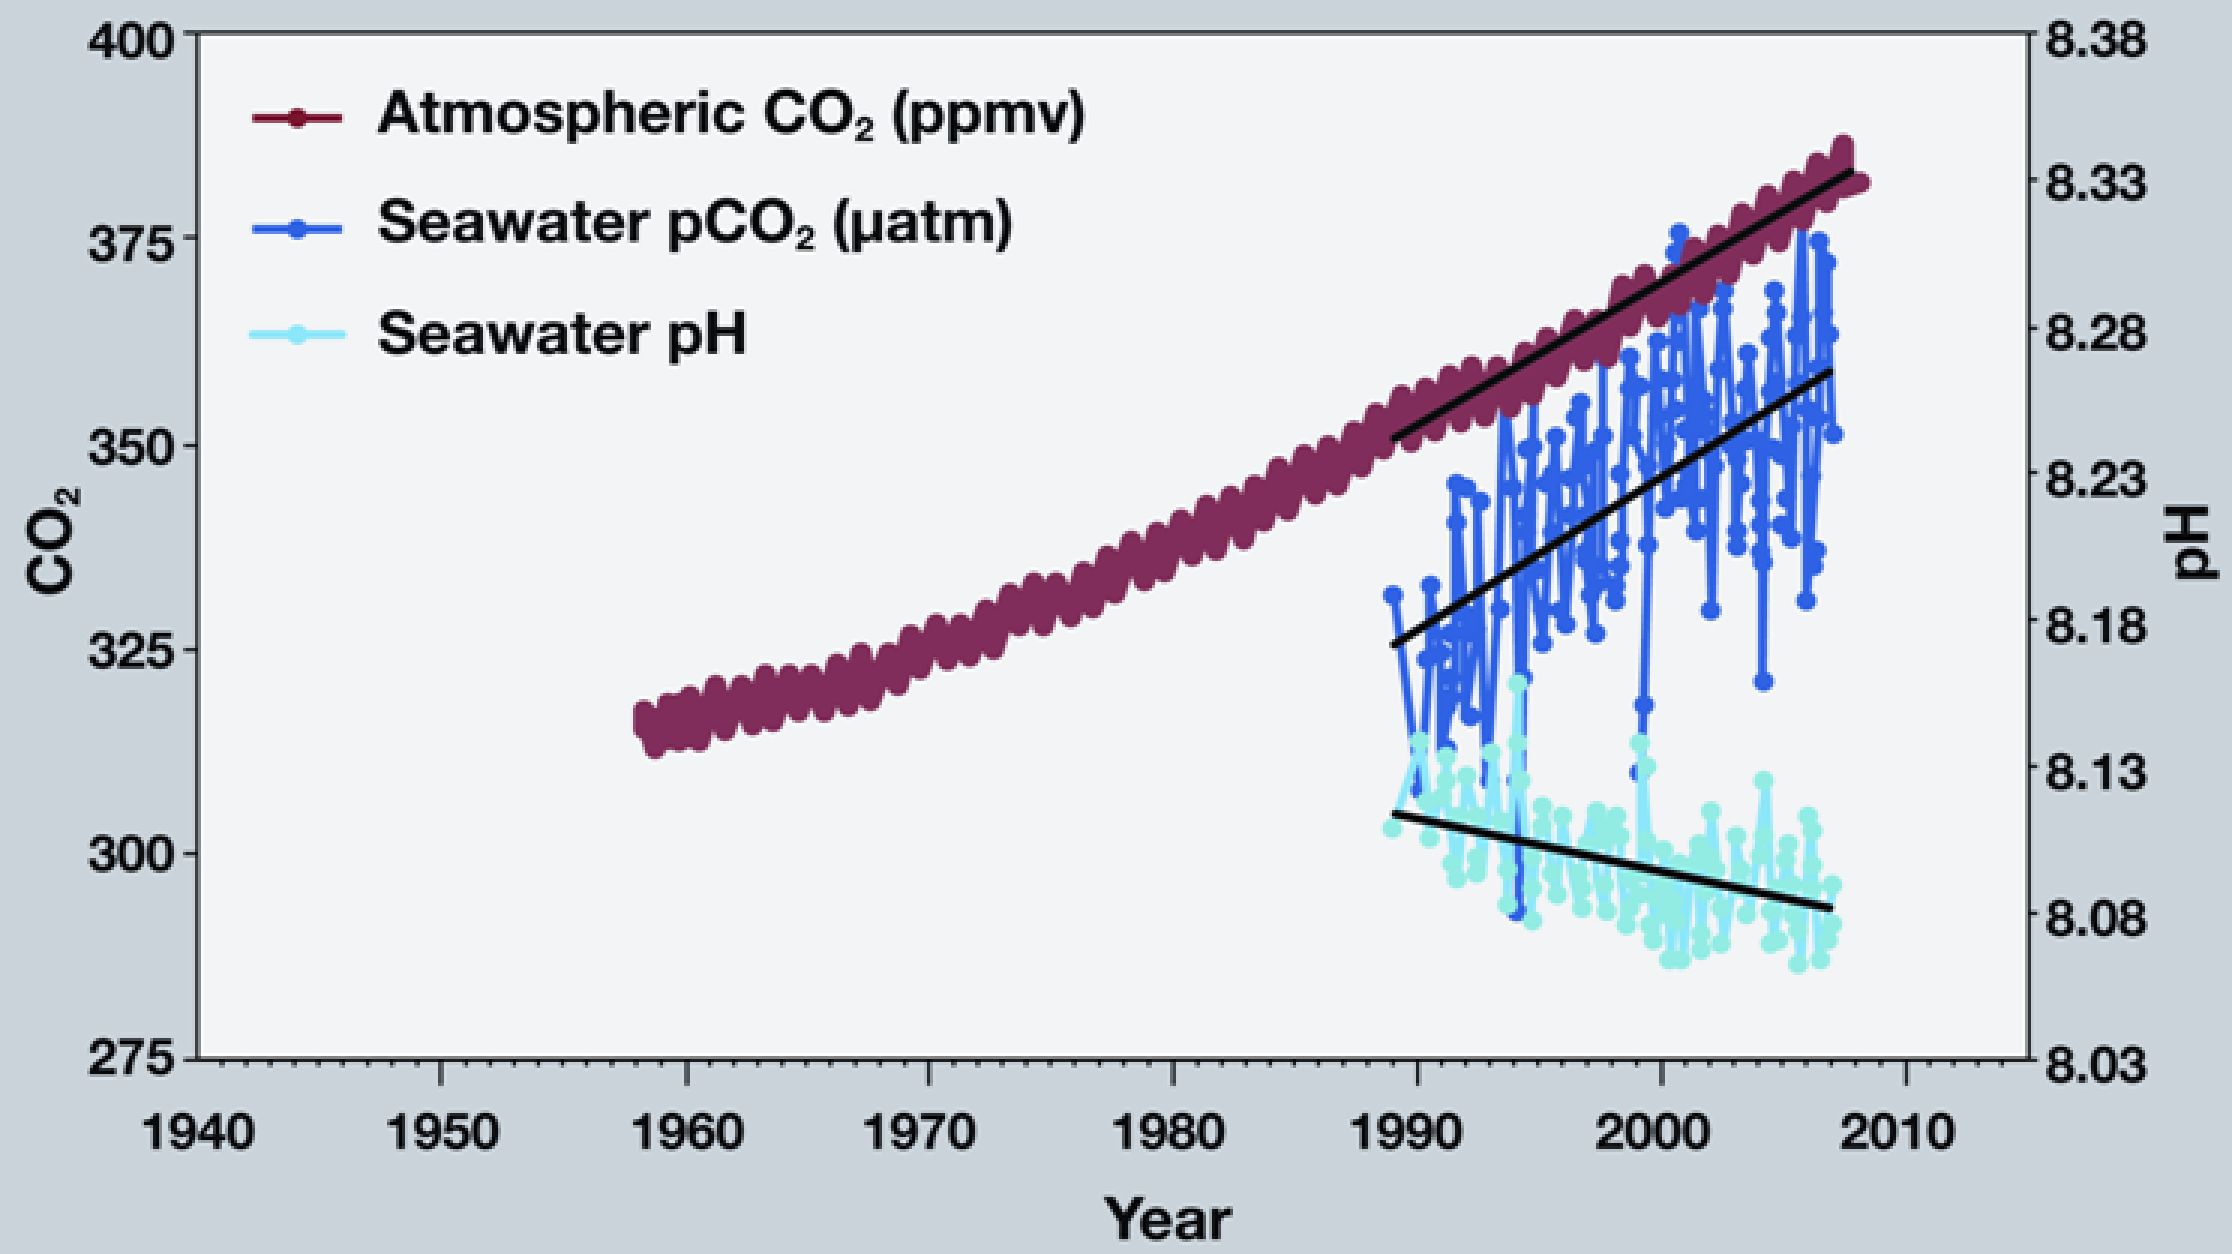 Atmospheric CO₂ (ppmv)
Seawater pCO₂ (µatm)
Seawater pH
CO₂
400
375
350
325
300
275
8.38
8.33
8.28
8.23
8.18
8.13
8.08
8.03
pH
1940 1950 1960 1970 1980 1990 2000 2010
Year